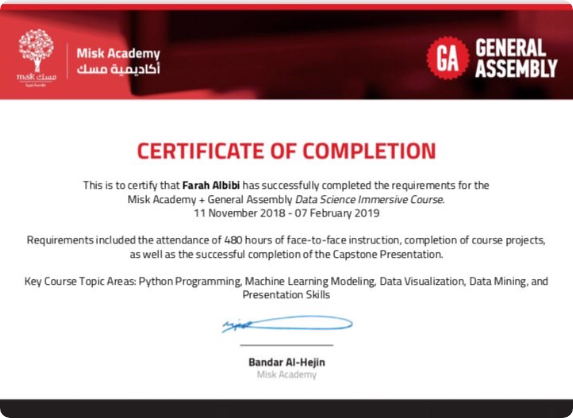 Misk Academy
أكاديمية مسك
misk مسك
GA GENERAL
ASSEMBLY
CERTIFICATE OF COMPLETION
This is to certify that Farah Albibi has successfully completed the requirements for the
Misk Academy + General Assembly Data Science Immersive Course.
11 November 2018 - 07 February 2019
Requirements included the attendance of 480 hours of face-to-face instruction, completion of course projects,
as well as the successful completion of the Capstone Presentation.
Key Course Topic Areas: Python Programming, Machine Learning Modeling, Data Visualization, Data Mining, and
Presentation Skills
Bandar Al-Hejin
Misk Academy